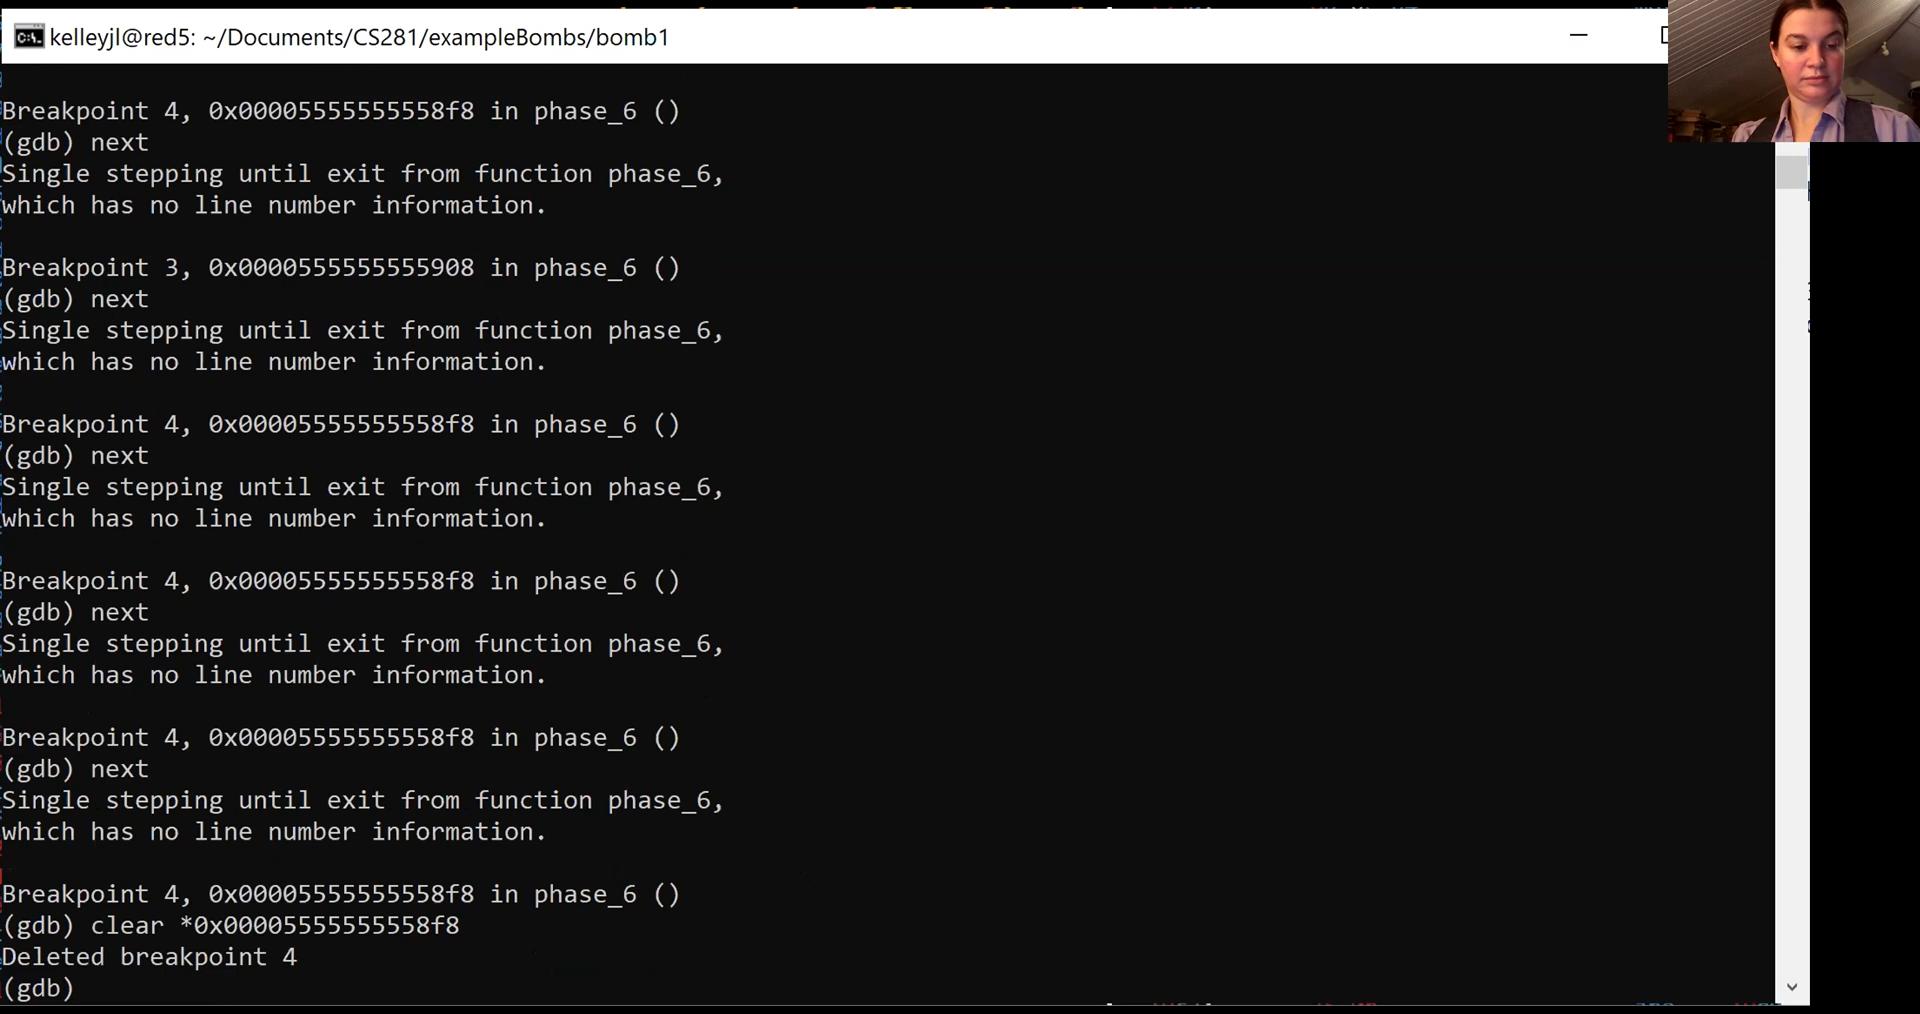 kelleyjl@red5: ~/Documents/CS281/exampleBombs/bomb1
Breakpoint 4, 0x00005555555558f8 in phase_6 ()
(gdb) next
Single stepping until exit from function phase_6,
which has no line number information.
Breakpoint 3, 0x0000555555555908 in phase_6 ()
(gdb) next
Single stepping until exit from function phase_6,
which has no line number information.
Breakpoint 4, 0x00005555555558f8 in phase_6 ()
(gdb) next
Single stepping until exit from function phase_6,
which has no line number information.
Breakpoint 4, 0x00005555555558f8 in phase_6 ()
(gdb) next
Single stepping until exit from function phase_6,
which has no line number information.
Breakpoint 4, 0x00005555555558f8 in phase_6 ()
(gdb) next
Single stepping until exit from function phase_6,
which has no line number information.
Breakpoint 4, 0x00005555555558f8 in phase_6 ()
(gdb) clear *0x00005555555558f8
Deleted breakpoint 4
(gdb)